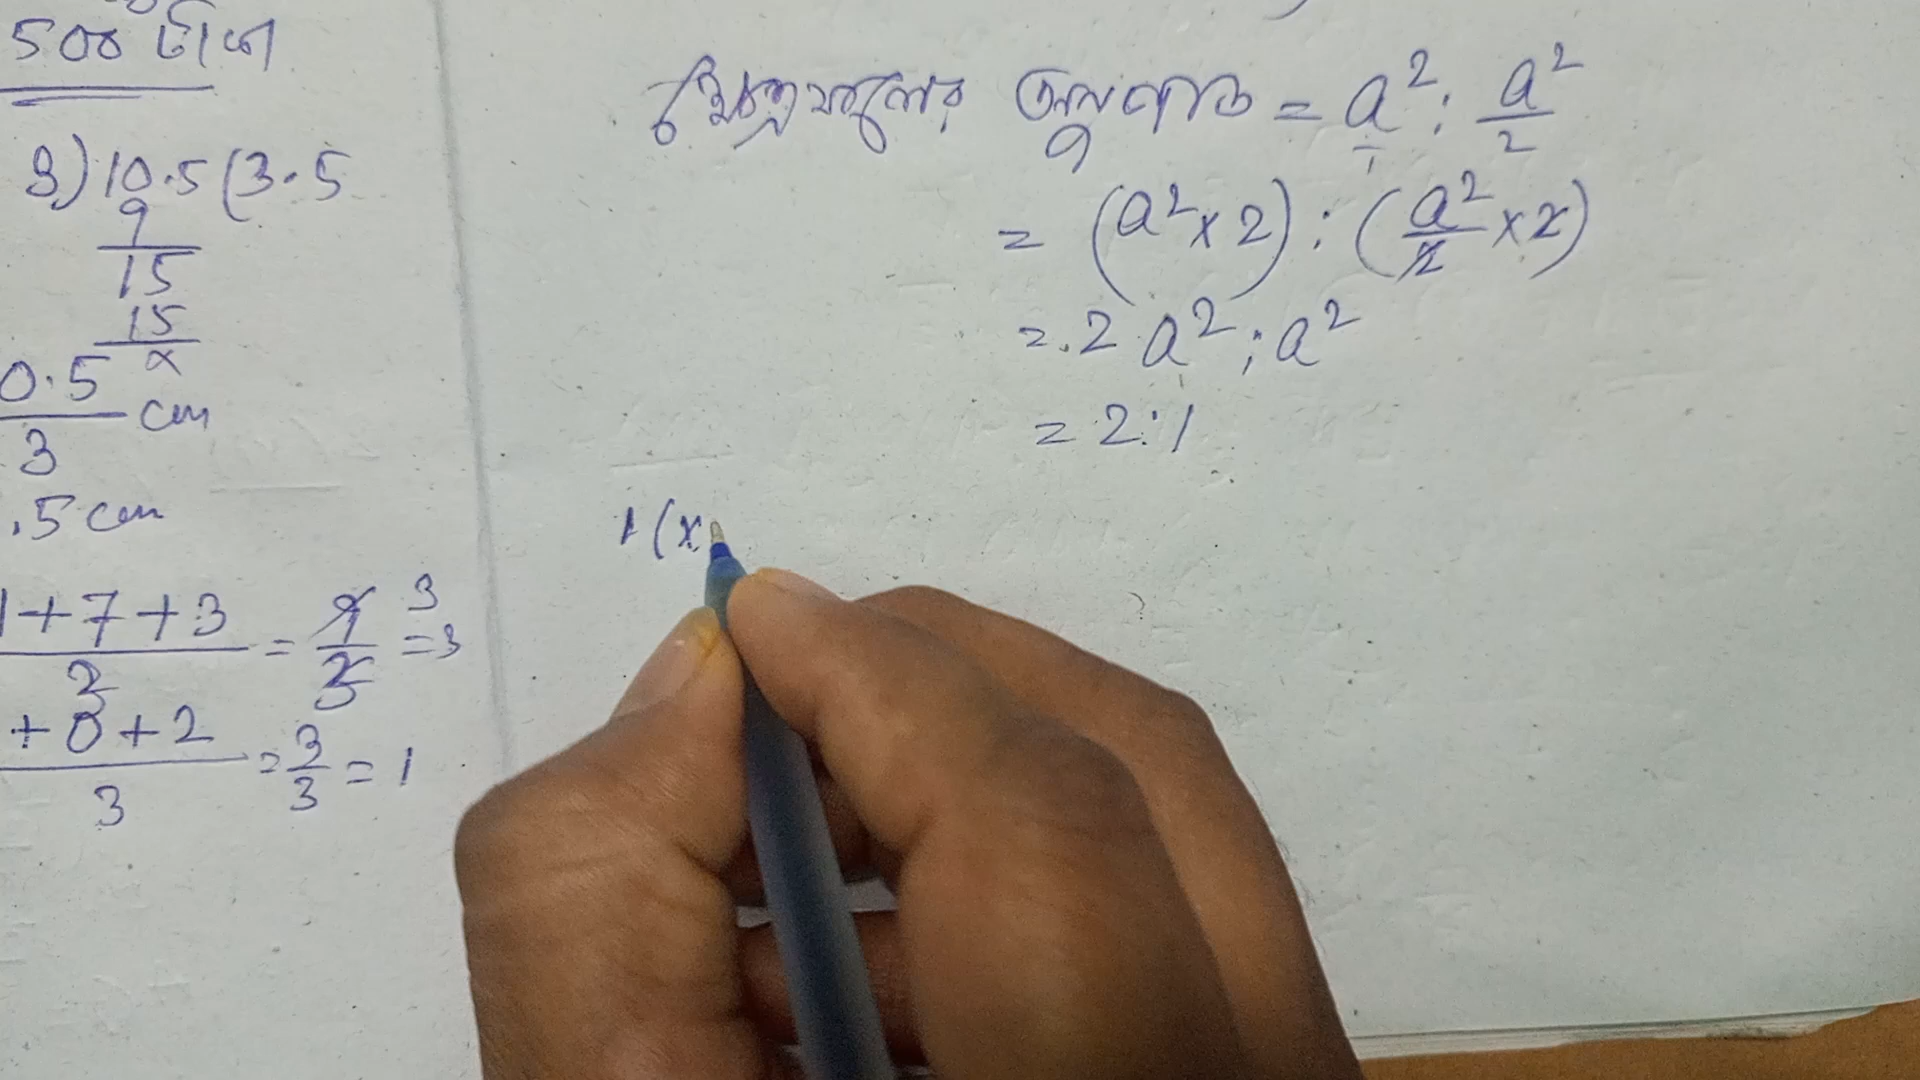 500 টাকা
3)10.5(3.5
9
15
15
x
0.5/3 cm
.5 cm
1+7+3/3 = 9/3 = 3
3
+0+2/3 = 3/3 = 1
ক্ষেত্রফলের অনুপাত = a² : a²/2
= (a² × 2) : (a²/2 × 2)
= 2a² : a²
= 2:1
A(x,